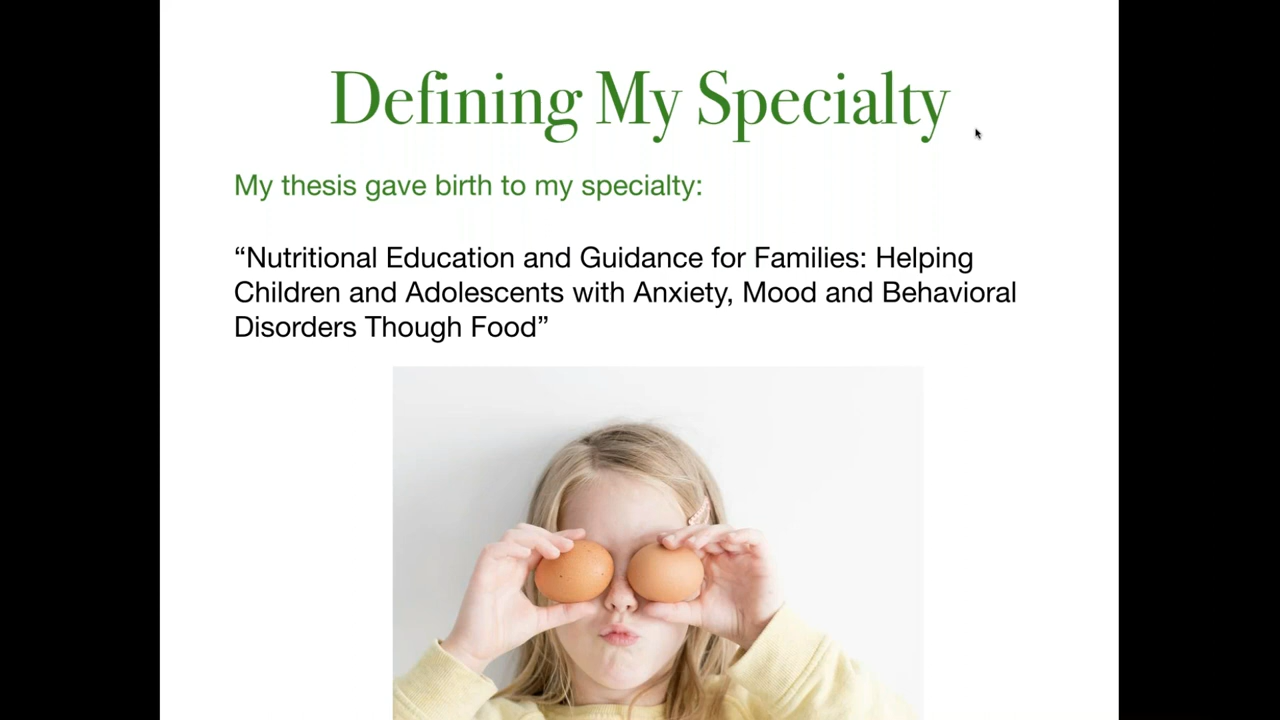 Defining My Specialty
My thesis gave birth to my specialty:
“Nutritional Education and Guidance for Families: Helping
Children and Adolescents with Anxiety, Mood and Behavioral
Disorders Though Food”